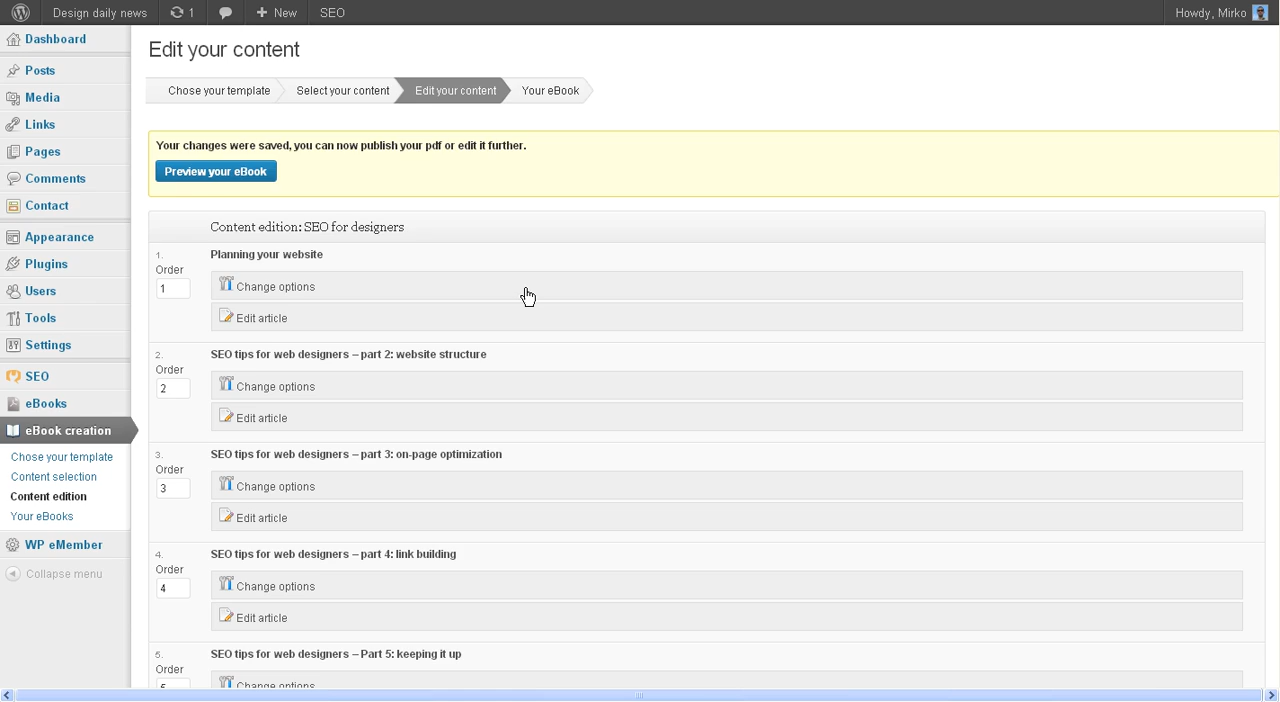 Design daily news 1 New SEO Howdy, Mirko
Dashboard
Posts
Media
Links
Pages
Comments
Contact
Appearance
Plugins
Users
Tools
Settings
SEO
eBooks
eBook creation
Chose your template
Content selection
Content edition
Your eBooks
WP eMember
Collapse menu
Edit your content
Chose your template Select your content Edit your content Your eBook
Your changes were saved, you can now publish your pdf or edit it further.
Preview your eBook
Content edition: SEO for designers
1. Planning your website
Order
1 Change options
Edit article
2. SEO tips for web designers – part 2: website structure
Order
2 Change options
Edit article
3. SEO tips for web designers – part 3: on-page optimization
Order
3 Change options
Edit article
4. SEO tips for web designers – part 4: link building
Order
4 Change options
Edit article
5. SEO tips for web designers – Part 5: keeping it up
Order
5 Change options